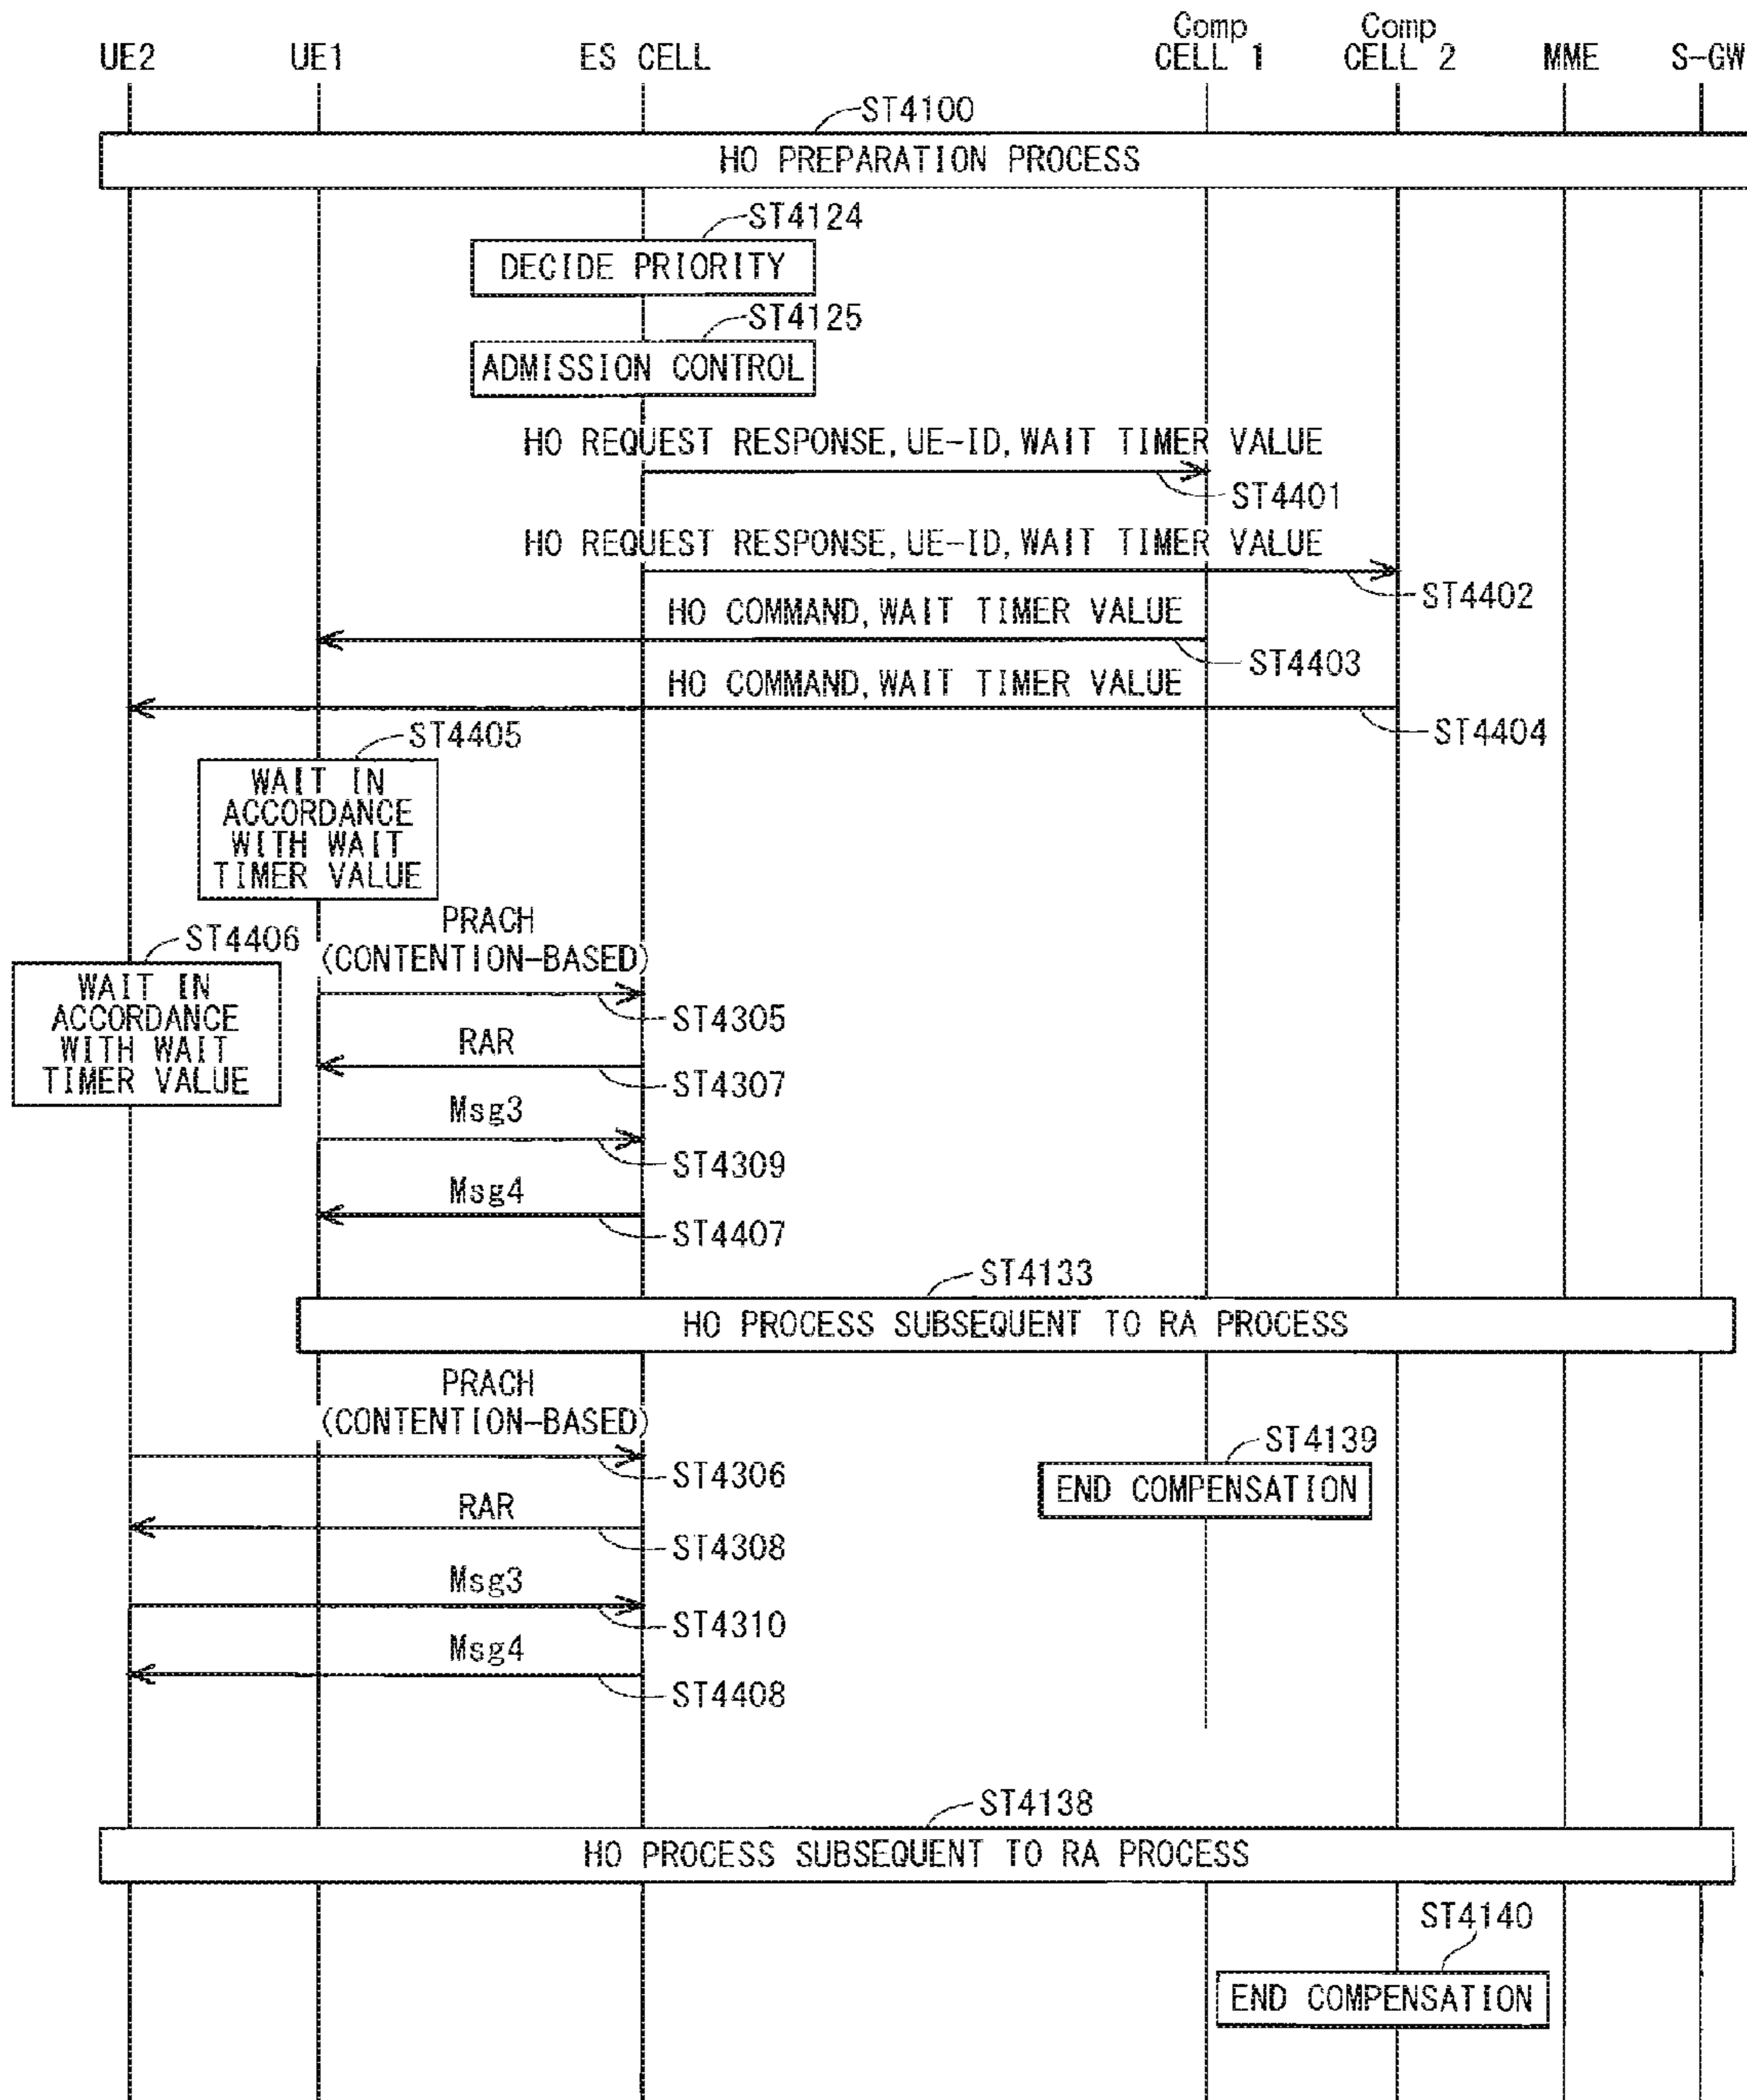 UE2 UE1 ES CELL Comp CELL 1 Comp CELL 2 MME S-GW
ST4100
HO PREPARATION PROCESS
ST4124
DECIDE PRIORITY
ST4125
ADMISSION CONTROL
HO REQUEST RESPONSE, UE-ID, WAIT TIMER VALUE
ST4401
HO REQUEST RESPONSE, UE-ID, WAIT TIMER VALUE
ST4402
HO COMMAND, WAIT TIMER VALUE
ST4403
HO COMMAND, WAIT TIMER VALUE
ST4404
ST4405
WAIT IN
ACCORDANCE
WITH WAIT
TIMER VALUE
ST4406
WAIT IN
ACCORDANCE
WITH WAIT
TIMER VALUE
PRACH
(CONTENTION-BASED)
ST4305
RAR
ST4307
Msg3
ST4309
Msg4
ST4407
ST4133
HO PROCESS SUBSEQUENT TO RA PROCESS
PRACH
(CONTENTION-BASED)
ST4306
ST4139
END COMPENSATION
RAR
ST4308
Msg3
ST4310
Msg4
ST4408
ST4138
HO PROCESS SUBSEQUENT TO RA PROCESS
ST4140
END COMPENSATION